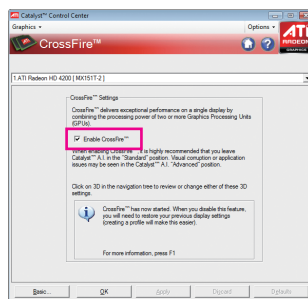 Catalyst™ Control Center
Graphics Options
ATI
CrossFire™
GRAPHICS
1.ATI Radeon HD 4200 [ MX151T-2 ]
CrossFire™ Settings
CrossFire™ delivers exceptional performance on a single display by
combining the processing power of two or more Graphics Processing Units
(GPUs).
Enable CrossFire™
When enabling CrossFire™, it is highly recommended that you leave
Catalyst™ A.I. in the "Standard" position. Visual corruption or application
issues may be seen in the Catalyst™ A.I. "Advanced" position.
Click on 3D in the navigation tree to review or change either of these 3D
settings.
CrossFire™ has now started. When you disable this feature,
you will need to restore your previous display settings
(creating a profile will make this easier).
For more information, press F1
Basic... OK Apply Discard Defaults